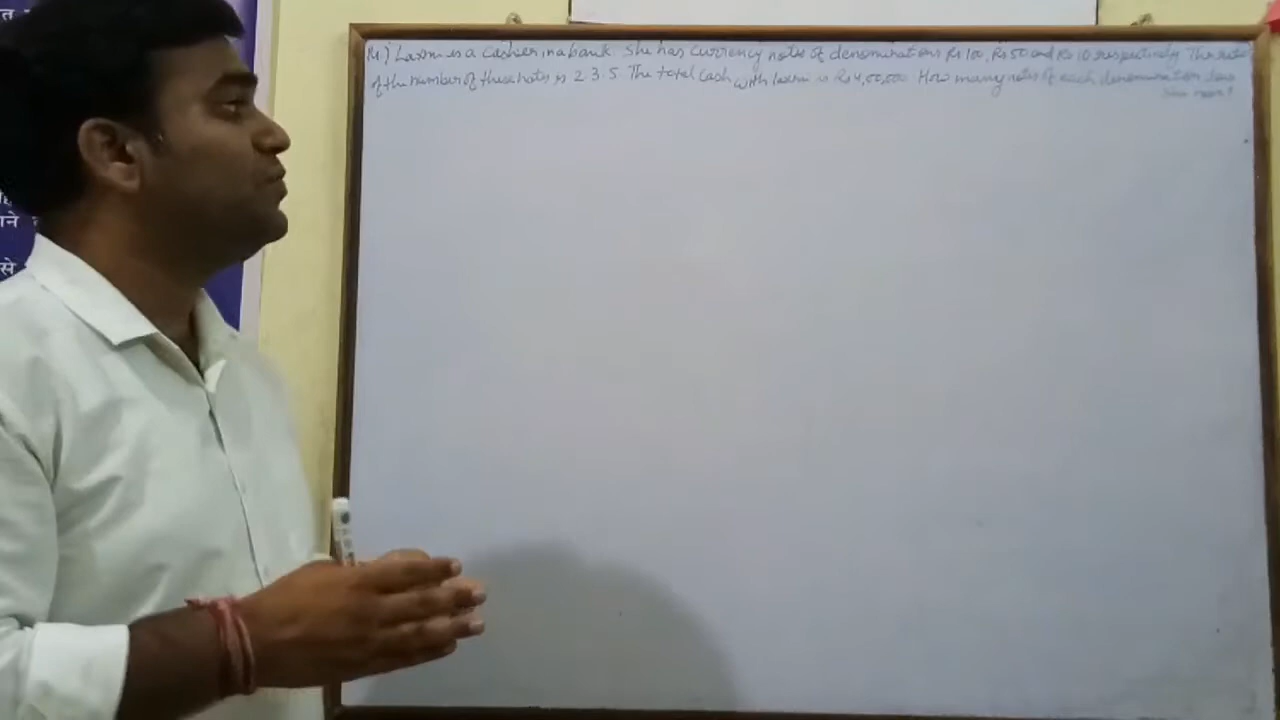 त
ने
से
14.) Laxmi is a cashier in a bank. She has currency notes of denominations Rs 100, Rs 50 and Rs 10 respectively. The ratio
of the number of these notes is 2 3 5 The total cash with laxmi is Rs 4,00,000 How many notes of each denomination does